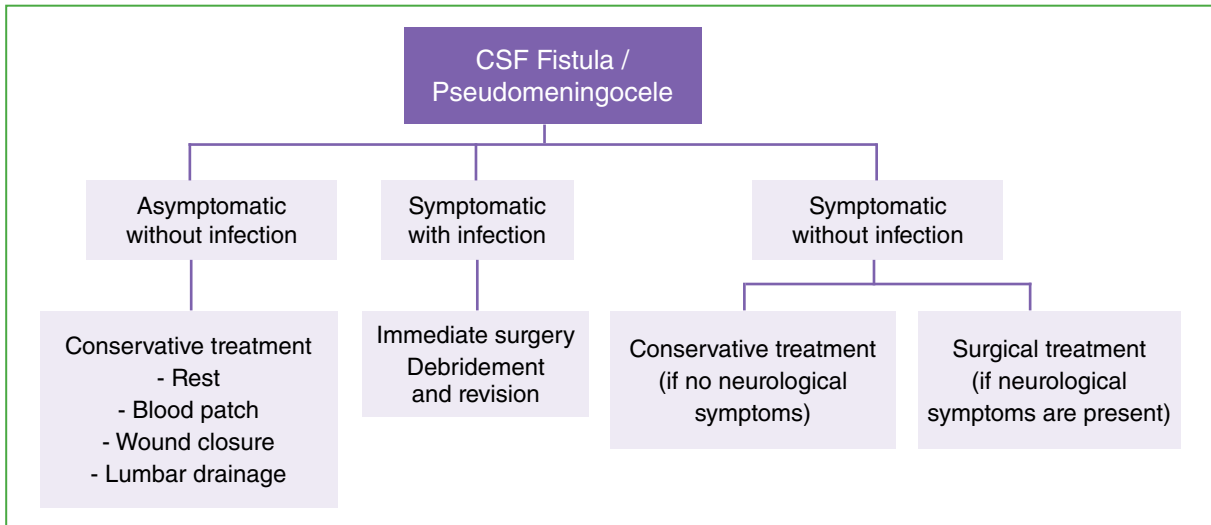 CSF Fistula /
Pseudomeningocele
Asymptomatic
without infection
Symptomatic
with infection
Symptomatic
without infection
Conservative treatment
- Rest
- Blood patch
- Wound closure
- Lumbar drainage
Immediate surgery
Debridement
and revision
Conservative treatment
(if no neurological
symptoms)
Surgical treatment
(if neurological
symptoms are present)